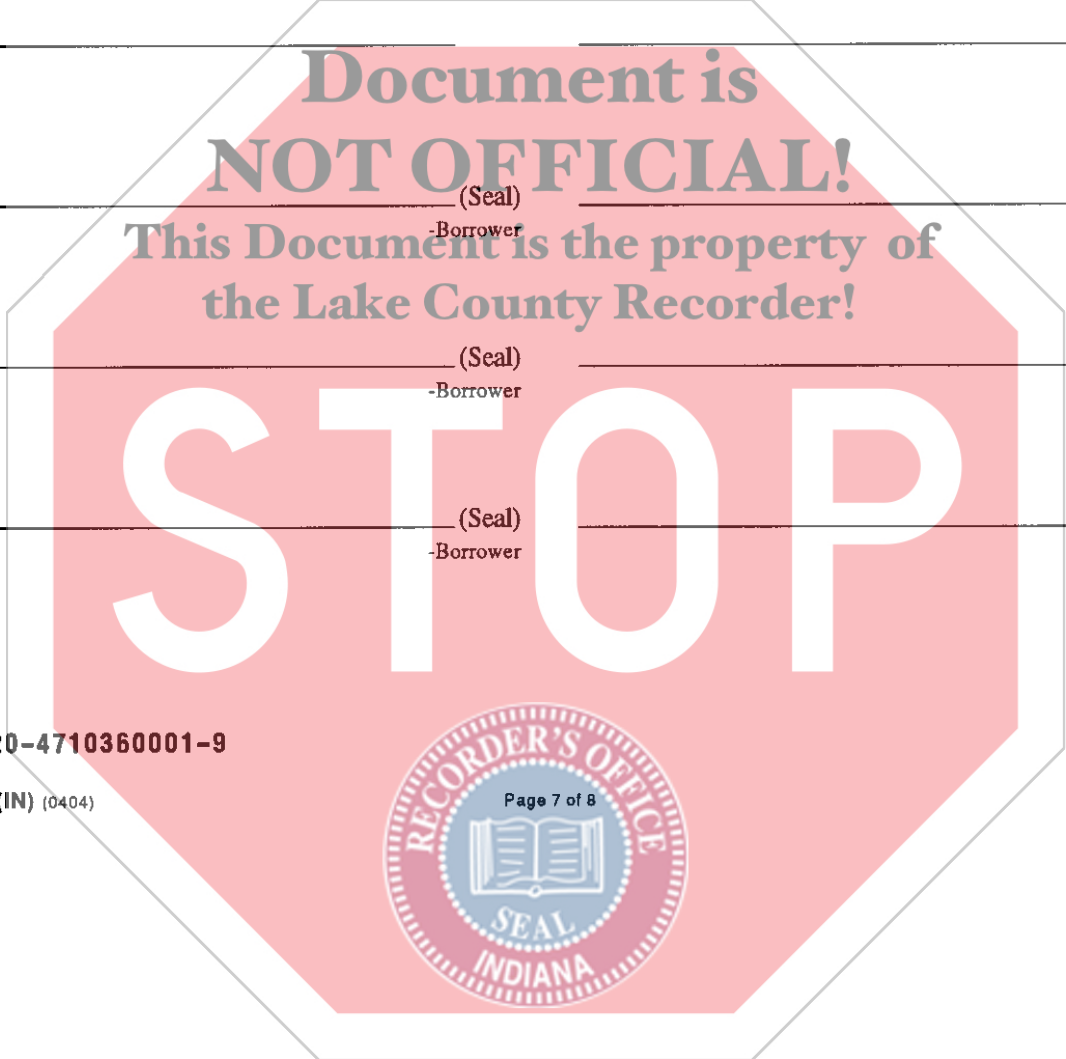 Document is
NOT OFFICIAL!
(Seal)
-Borrower
This Document is the property of
the Lake County Recorder!
(Seal)
-Borrower
STOP
(Seal)
-Borrower
0-4710360001-9
(IN) (0404)
Page 7 of 8
RECORDER'S OFFICE
SEAL
INDIANA